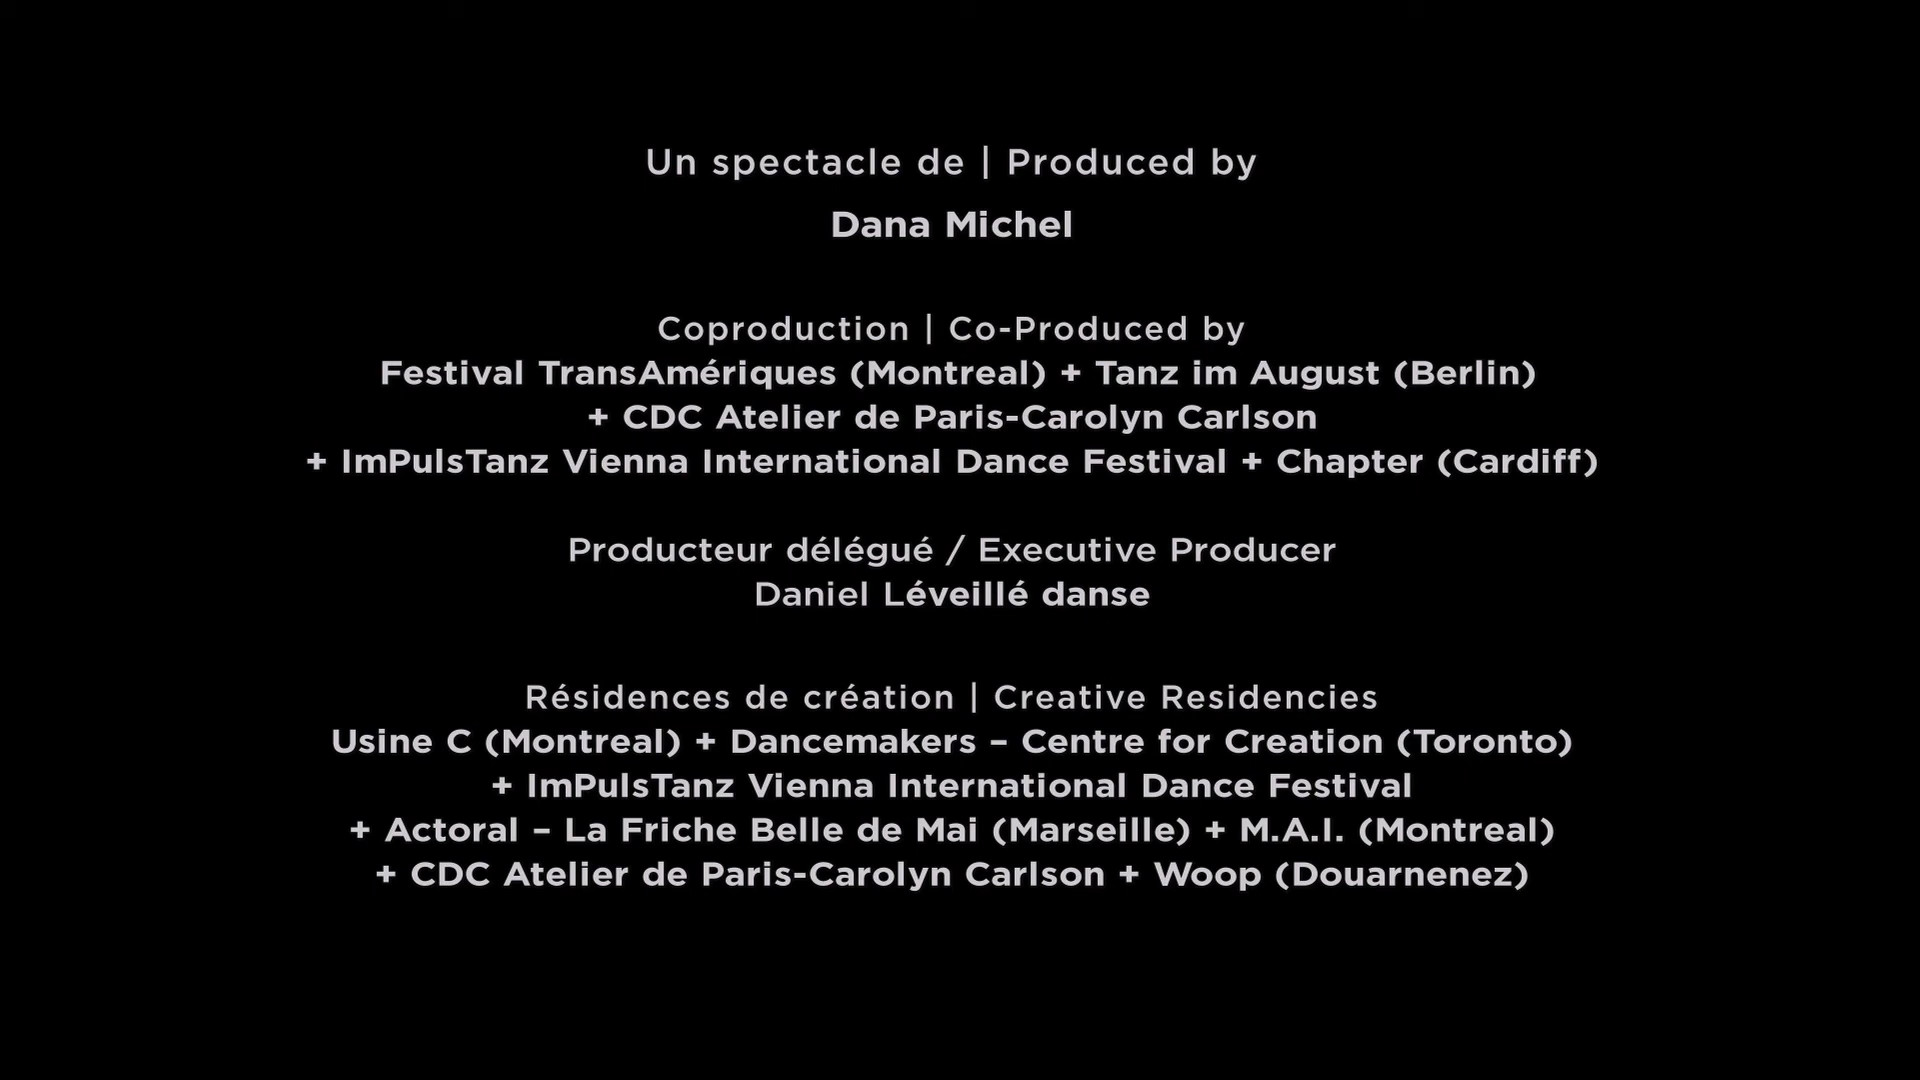 Un spectacle de | Produced by
Dana Michel
Coproduction | Co-Produced by
Festival TransAmériques (Montreal) + Tanz im August (Berlin)
+ CDC Atelier de Paris-Carolyn Carlson
+ ImPulsTanz Vienna International Dance Festival + Chapter (Cardiff)
Producteur délégué / Executive Producer
Daniel Léveillé danse
Résidences de création | Creative Residencies
Usine C (Montreal) + Dancemakers – Centre for Creation (Toronto)
+ ImPulsTanz Vienna International Dance Festival
+ Actoral – La Friche Belle de Mai (Marseille) + M.A.I. (Montreal)
+ CDC Atelier de Paris-Carolyn Carlson + Woop (Douarnenez)